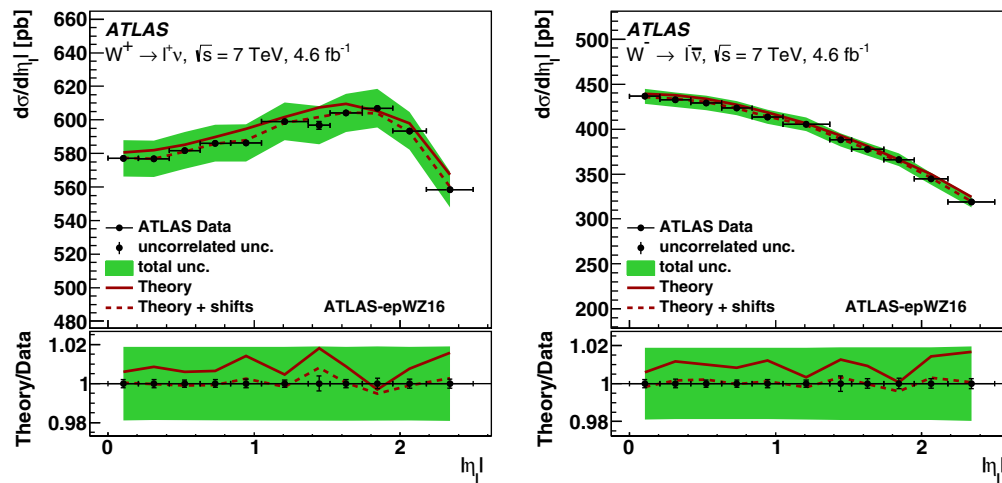 dσ/d|η_l| [pb]
660
640
620
600
580
560
540
520
500
480
ATLAS
W⁺ → l⁺ν, √s = 7 TeV, 4.6 fb⁻¹
ATLAS Data
uncorrelated unc.
total unc.
Theory
Theory + shifts
ATLAS-epWZ16
Theory/Data
1.02
1
0.98
0 1 2
|η_l|
dσ/d|η_l| [pb]
500
450
400
350
300
250
200
ATLAS
W⁻ → l⁻ν̅, √s = 7 TeV, 4.6 fb⁻¹
ATLAS Data
uncorrelated unc.
total unc.
Theory
Theory + shifts
ATLAS-epWZ16
Theory/Data
1.02
1
0.98
0 1 2
|η_l|